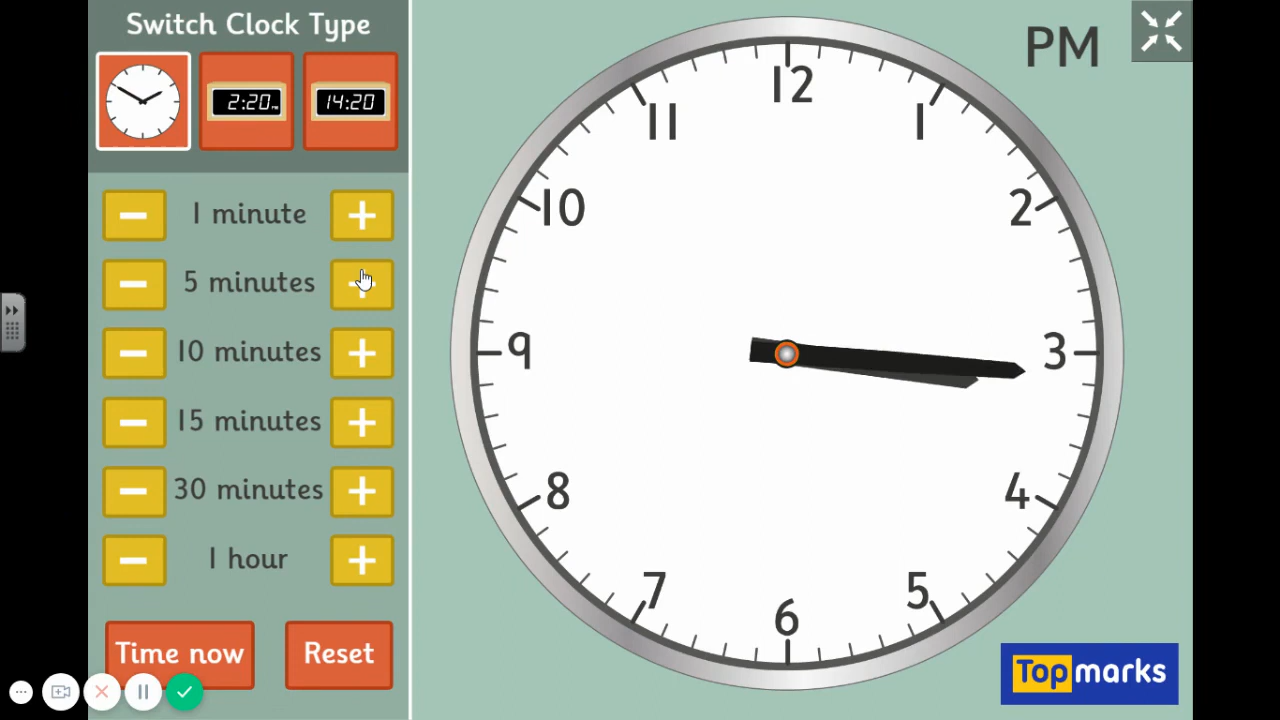 Switch Clock Type
2:20
14:20
PM
1 minute
5 minutes
10 minutes
15 minutes
30 minutes
1 hour
Time now
Reset
12
1
2
3
4
5
6
7
8
9
10
11
Topmarks